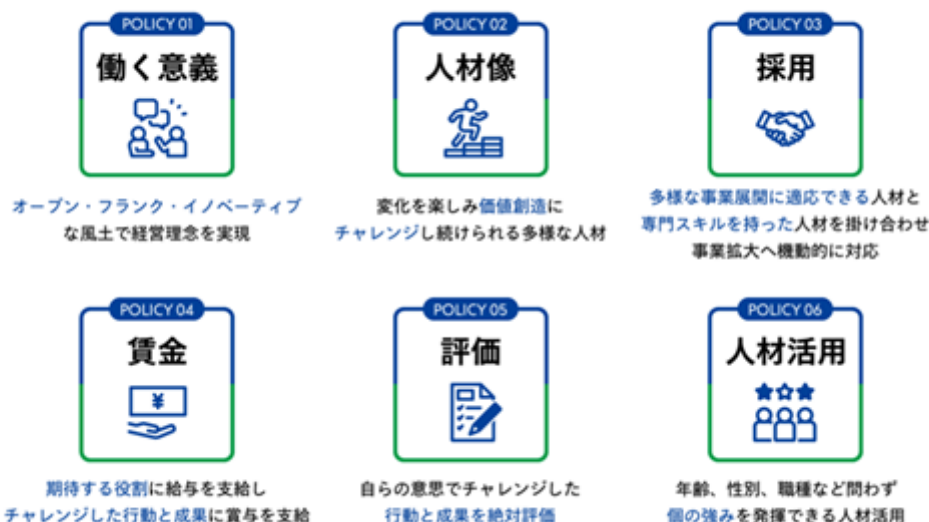 POLICY 01
働く意義
オープン・フランク・イノベーティブ
な風土で経営理念を実現
POLICY 02
人材像
変化を楽しみ価値創造に
チャレンジし続けられる多様な人材
POLICY 03
採用
多様な事業展開に適応できる人材と
専門スキルを持った人材を掛け合わせ
事業拡大へ機動的に対応
POLICY 04
賃金
¥
期待する役割に給与を支給し
チャレンジした行動と成果に賞与を支給
POLICY 05
評価
自らの意思でチャレンジした
行動と成果を絶対評価
POLICY 06
人材活用
年齢、性別、職種など問わず
個の強みを発揮できる人材活用